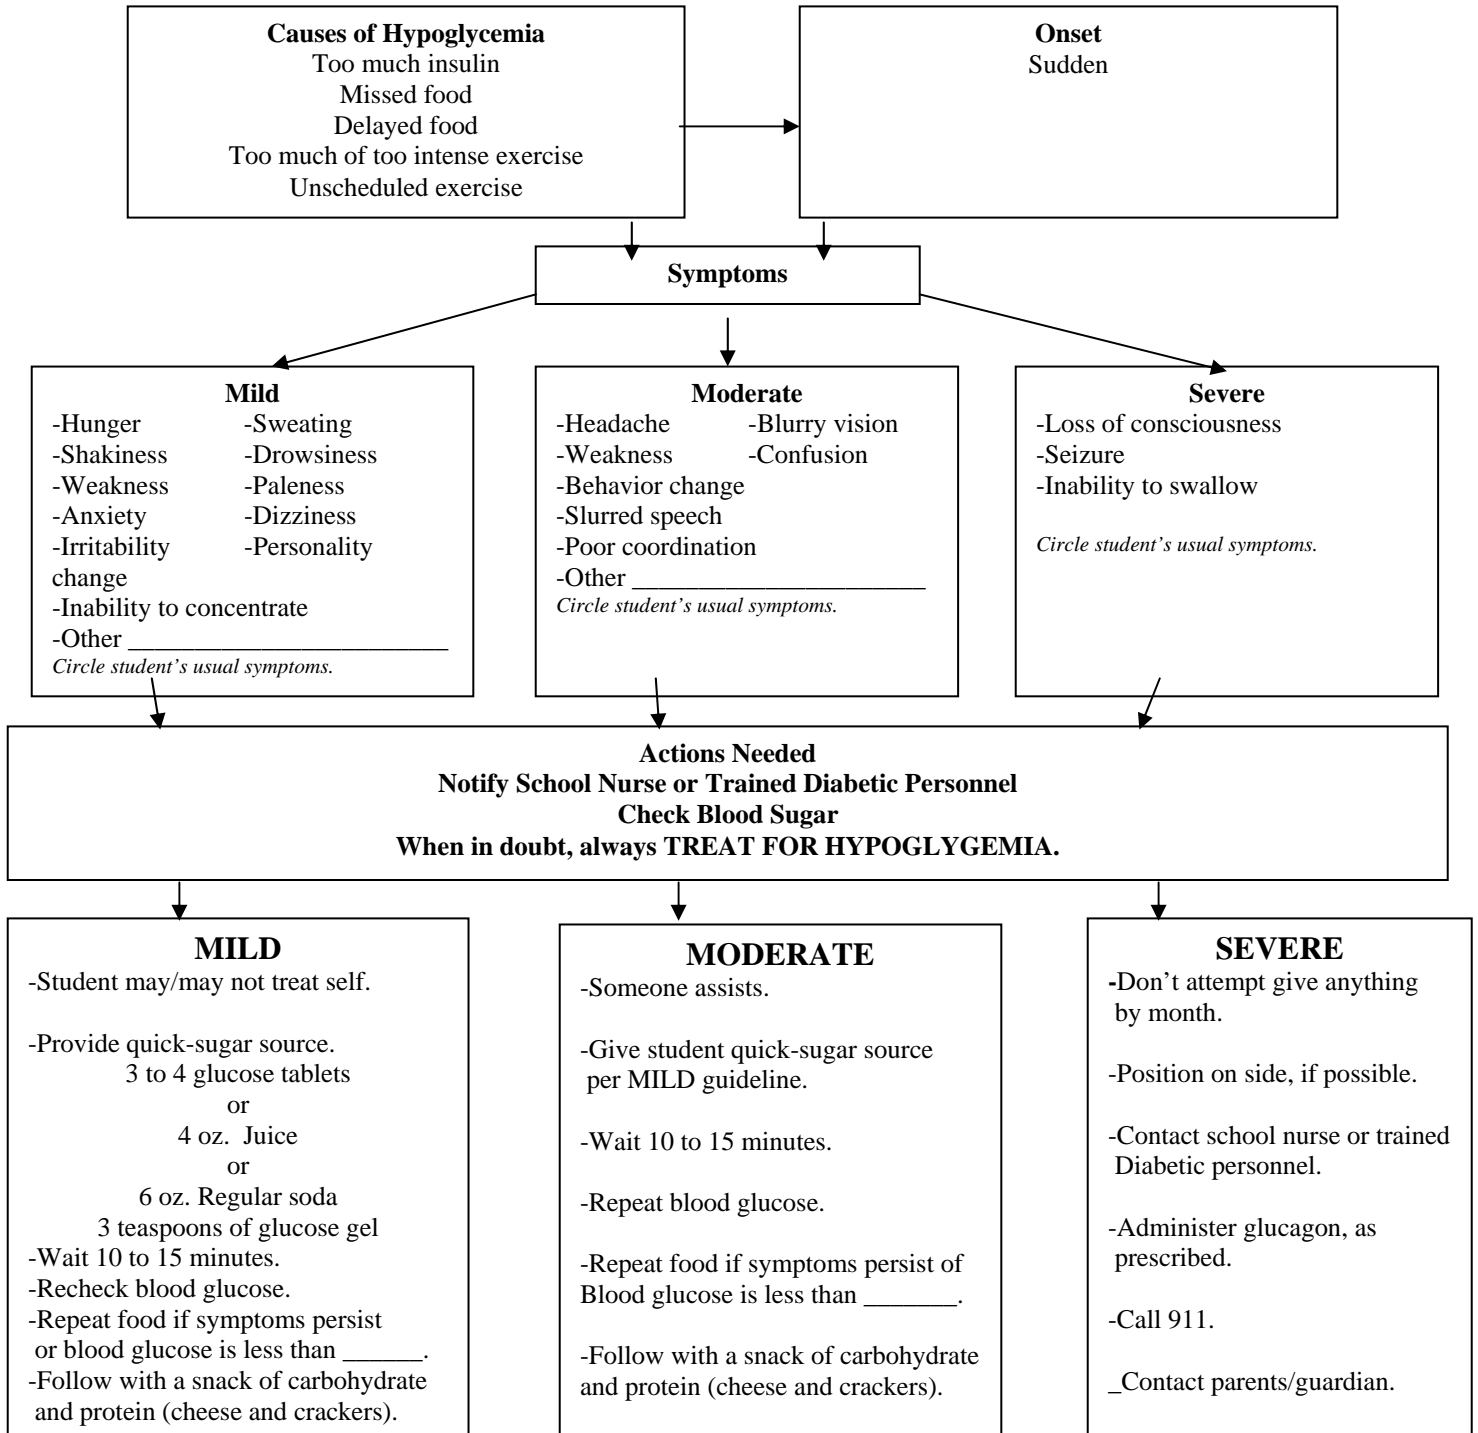 Causes of Hypoglycemia
Too much insulin
Missed food
Delayed food
Too much of too intense exercise
Unscheduled exercise
Onset
Sudden
Symptoms
Mild
-Hunger -Sweating
-Shakiness -Drowsiness
-Weakness -Paleness
-Anxiety -Dizziness
-Irritability -Personality
change
-Inability to concentrate
-Other ________________________
Circle student's usual symptoms.
Moderate
-Headache -Blurry vision
-Weakness -Confusion
-Behavior change
-Slurred speech
-Poor coordination
-Other ______________________
Circle student's usual symptoms.
Severe
-Loss of consciousness
-Seizure
-Inability to swallow
Circle student's usual symptoms.
Actions Needed
Notify School Nurse or Trained Diabetic Personnel
Check Blood Sugar
When in doubt, always TREAT FOR HYPOGLYGEMIA.
MILD
-Student may/may not treat self.
-Provide quick-sugar source.
3 to 4 glucose tablets
or
4 oz. Juice
or
6 oz. Regular soda
3 teaspoons of glucose gel
-Wait 10 to 15 minutes.
-Recheck blood glucose.
-Repeat food if symptoms persist
or blood glucose is less than ______.
-Follow with a snack of carbohydrate
and protein (cheese and crackers).
MODERATE
-Someone assists.
-Give student quick-sugar source
per MILD guideline.
-Wait 10 to 15 minutes.
-Repeat blood glucose.
-Repeat food if symptoms persist of
Blood glucose is less than _______.
-Follow with a snack of carbohydrate
and protein (cheese and crackers).
SEVERE
-Don't attempt give anything
by month.
-Position on side, if possible.
-Contact school nurse or trained
Diabetic personnel.
-Administer glucagon, as
prescribed.
-Call 911.
_Contact parents/guardian.